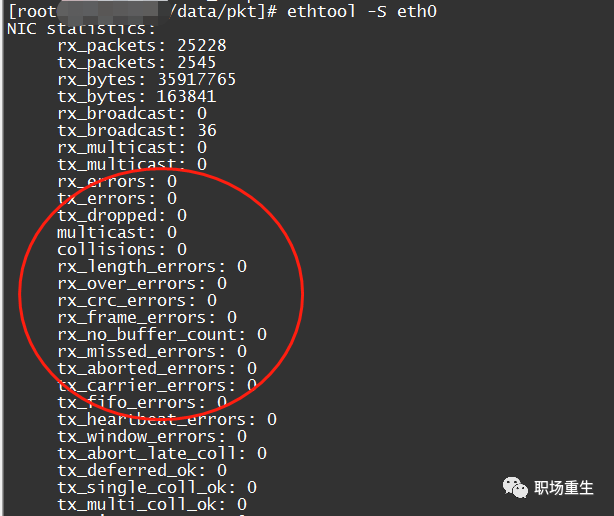 [root /data/pkt]# ethtool -S eth0
NIC statistics:
rx_packets: 25228
tx_packets: 2545
rx_bytes: 35917765
tx_bytes: 163841
rx_broadcast: 0
tx_broadcast: 36
rx_multicast: 0
tx_multicast: 0
rx_errors: 0
tx_errors: 0
tx_dropped: 0
multicast: 0
collisions: 0
rx_length_errors: 0
rx_over_errors: 0
rx_crc_errors: 0
rx_frame_errors: 0
rx_no_buffer_count: 0
rx_missed_errors: 0
tx_aborted_errors: 0
tx_carrier_errors: 0
tx_fifo_errors: 0
tx_heartbeat_errors: 0
tx_window_errors: 0
tx_abort_late_coll: 0
tx_deferred_ok: 0
tx_single_coll_ok: 0
tx_multi_coll_ok: 0
职场重生